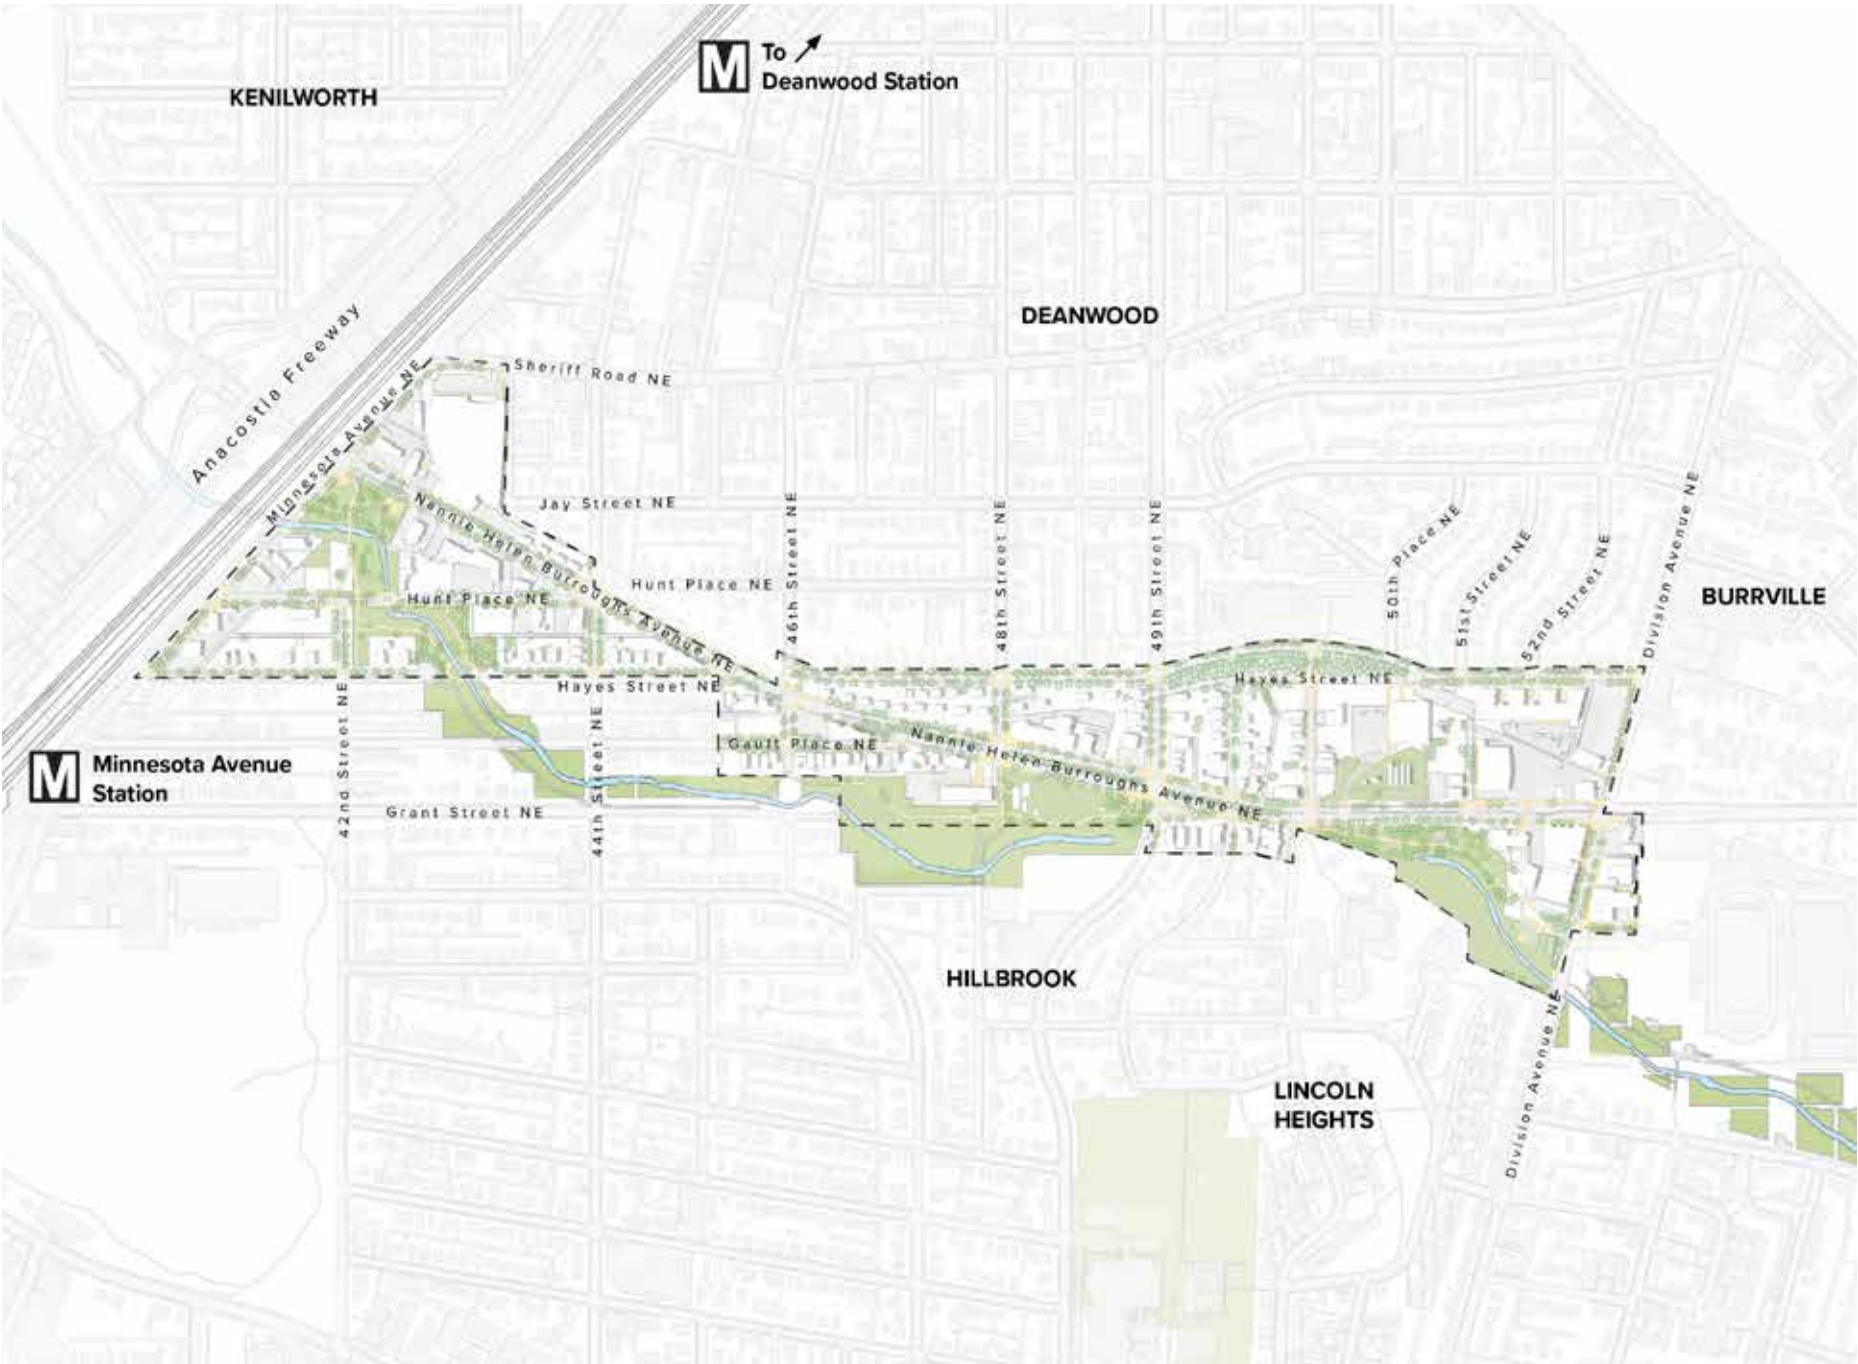 M To
Deanwood Station
KENILWORTH
DEANWOOD
Anacostia Freeway
Minnesota Avenue NE
Sheriff Road NE
Nannie Helen Burroughs Avenue NE
Jay Street NE
Hunt Place NE
Hunt Place NE
46th Street NE
48th Street NE
49th Street NE
50th Place NE
51st Street NE
52nd Street NE
Division Avenue NE
BURRVILLE
Hayes Street NE
Hayes Street NE
Gault Place NE
Nannie Helen Burroughs Avenue NE
M Minnesota Avenue
Station
42nd Street NE
44th Street NE
Grant Street NE
HILLBROOK
LINCOLN
HEIGHTS
Division Avenue NE